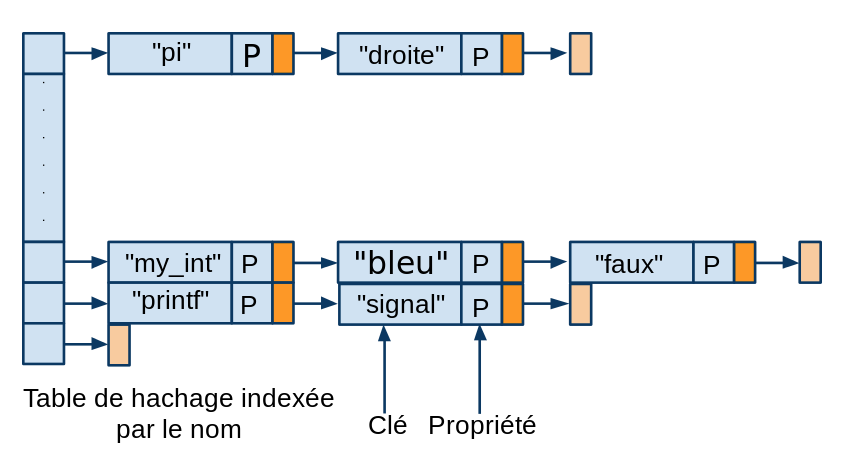 "pi" P "droite" P
"my_int" P "bleu" P "faux" P
"printf" P "signal" P
Clé Propriété
Table de hachage indexée
par le nom